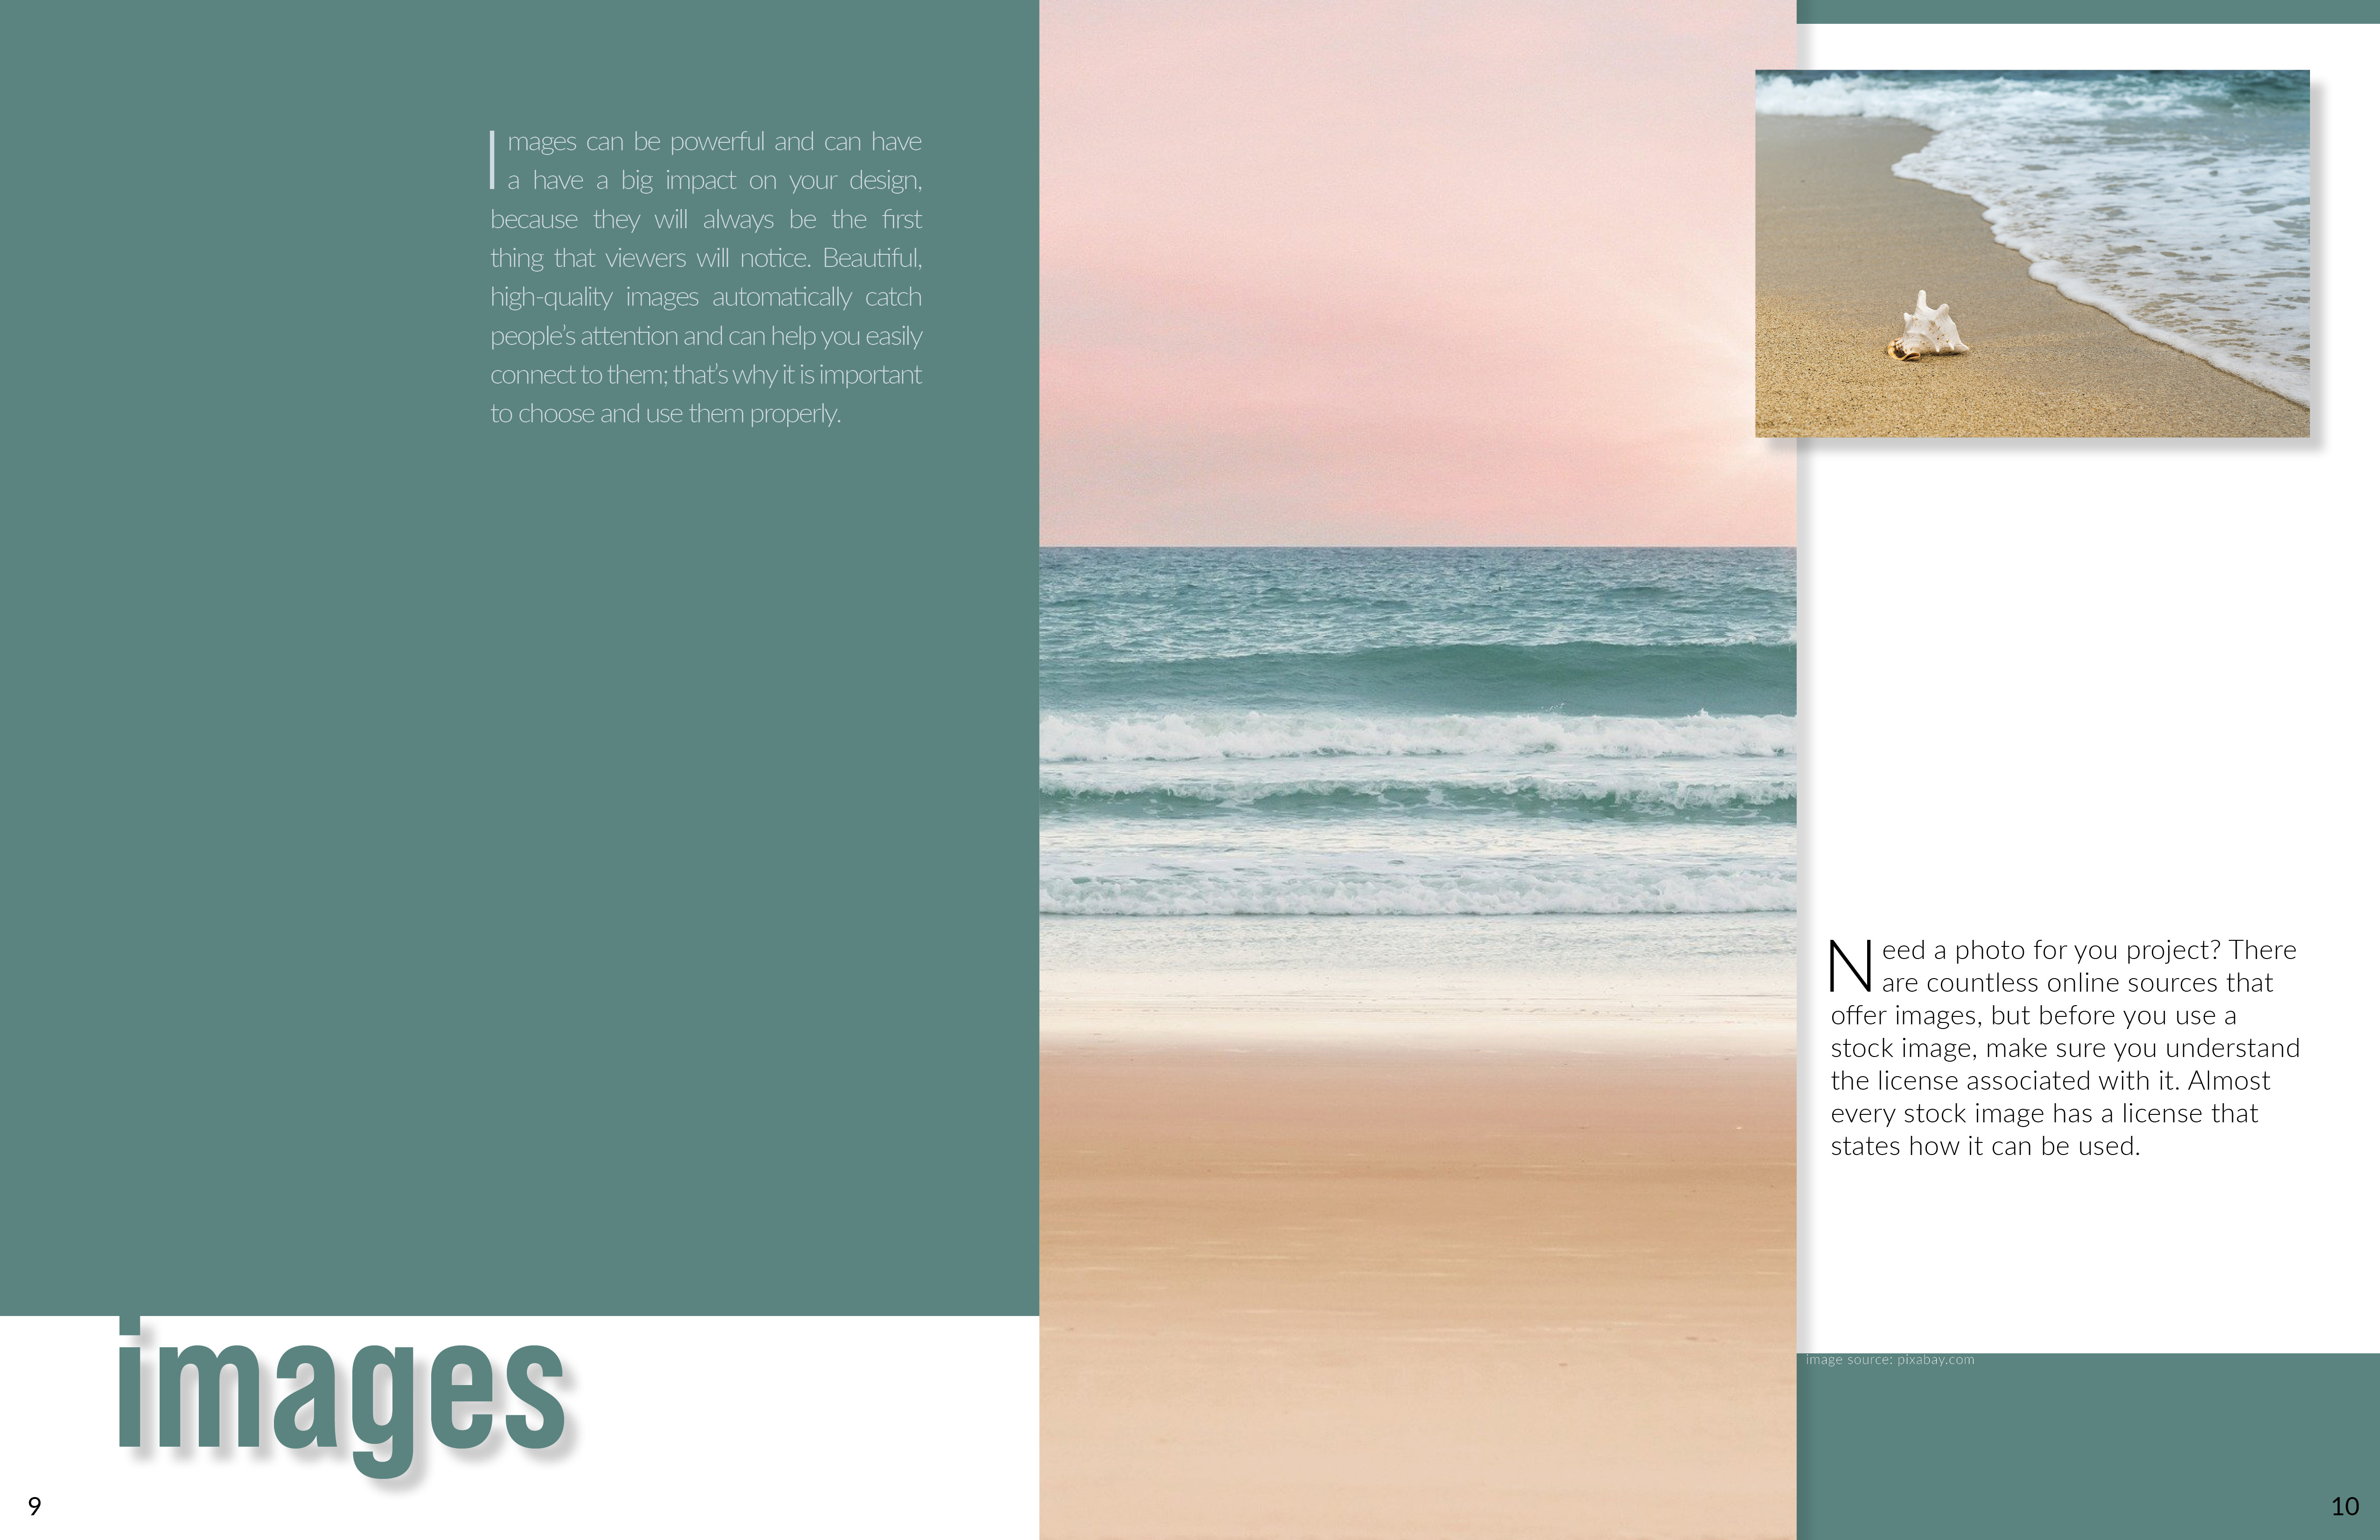 Images can be powerful and can have
a have a big impact on your design,
because they will always be the first
thing that viewers will notice. Beautiful,
high-quality images automatically catch
people's attention and can help you easily
connect to them; that's why it is important
to choose and use them properly.
images
9
Need a photo for you project? There
are countless online sources that
offer images, but before you use a
stock image, make sure you understand
the license associated with it. Almost
every stock image has a license that
states how it can be used.
image source: pixabay.com
10